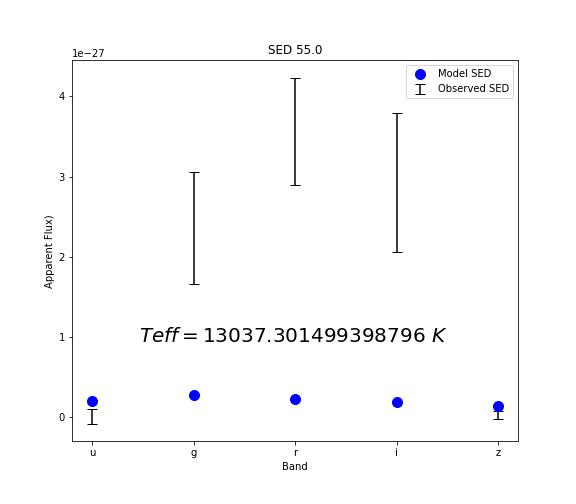 SED 55.0
1e−27
Model SED
Observed SED
4
3
2
1
0
Apparent Flux)
Teff = 13037.301499398796 K
u g r i z
Band